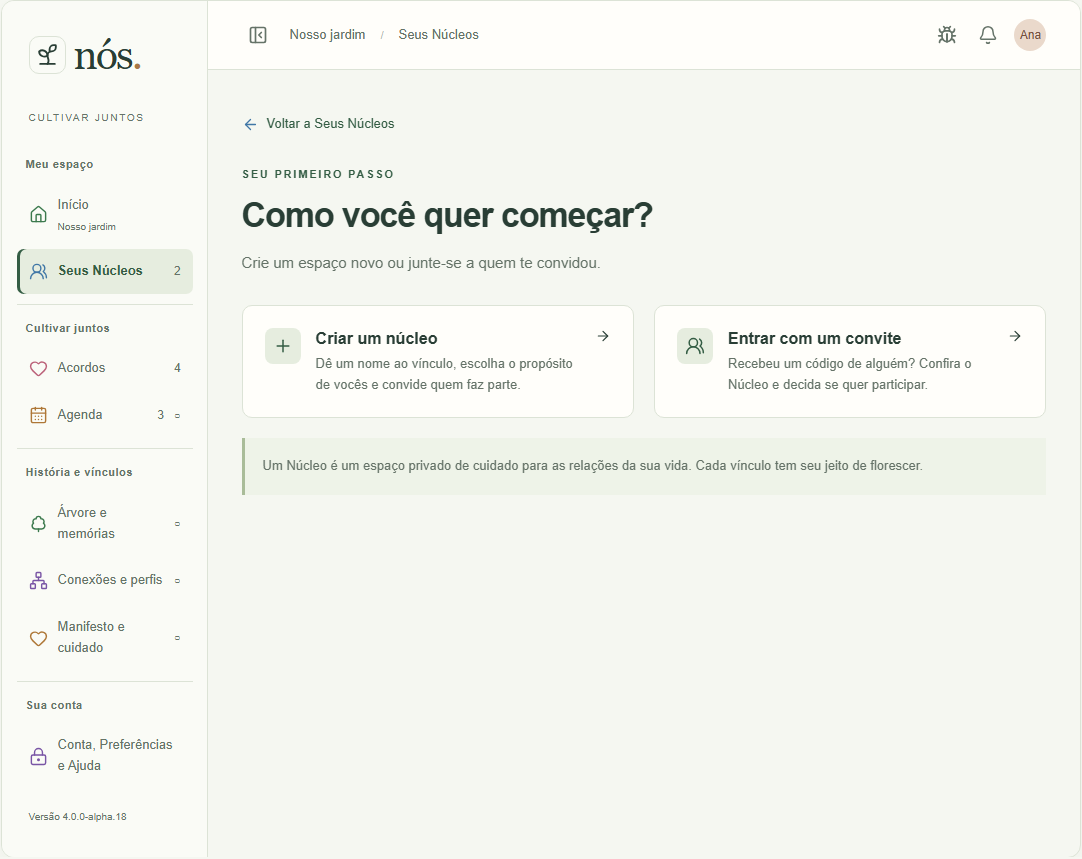 nós.
CULTIVAR JUNTOS
Meu espaço
Início
Nosso jardim
Seus Núcleos 2
Cultivar juntos
Acordos 4
Agenda 3
História e vínculos
Árvore e
memórias
Conexões e perfis
Manifesto e
cuidado
Sua conta
Conta, Preferências
e Ajuda
Versão 4.0.0-alpha.18
Nosso jardim / Seus Núcleos
Ana
Voltar a Seus Núcleos
SEU PRIMEIRO PASSO
Como você quer começar?
Crie um espaço novo ou junte-se a quem te convidou.
Criar um núcleo
Dê um nome ao vínculo, escolha o propósito
de vocês e convide quem faz parte.
Entrar com um convite
Recebeu um código de alguém? Confira o
Núcleo e decida se quer participar.
Um Núcleo é um espaço privado de cuidado para as relações da sua vida. Cada vínculo tem seu jeito de florescer.